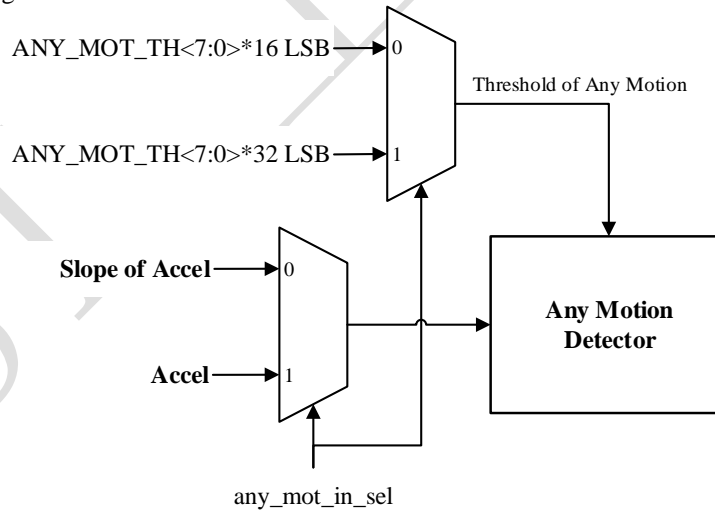 ANY_MOT_TH<7:0>*16 LSB
0
Threshold of Any Motion
ANY_MOT_TH<7:0>*32 LSB
1
Slope of Accel
0
Any Motion
Detector
Accel
1
any_mot_in_sel